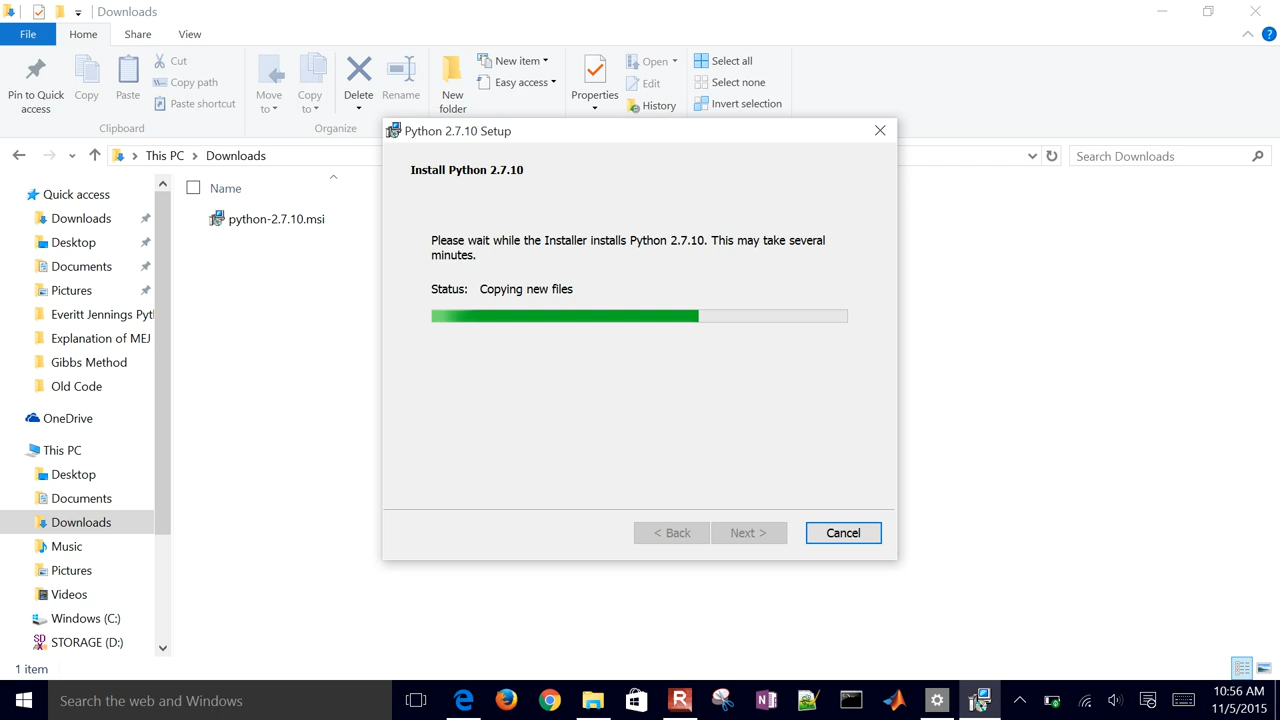 Downloads
File
Home
Share
View
Pin to Quick
access
Copy
Paste
Cut
Copy path
Paste shortcut
Clipboard
Move
to
Copy
to
Delete
Rename
Organize
New
folder
New item
Easy access
Properties
Open
Edit
History
Select all
Select none
Invert selection
This PC
Downloads
Search Downloads
Quick access
Downloads
Desktop
Documents
Pictures
Everitt Jennings Pyt
Explanation of MEJ
Gibbs Method
Old Code
OneDrive
This PC
Desktop
Documents
Downloads
Music
Pictures
Videos
Windows (C:)
STORAGE (D:)
1 item
Name
python-2.7.10.msi
Python 2.7.10 Setup
Install Python 2.7.10
Please wait while the Installer installs Python 2.7.10. This may take several
minutes.
Status: Copying new files
< Back
Next >
Cancel
Search the web and Windows
10:56 AM
11/5/2015